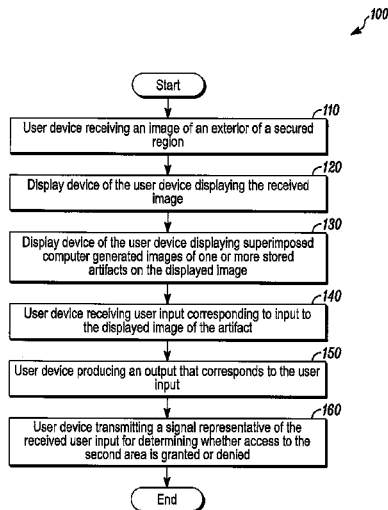 100
Start
110
User device receiving an image of an exterior of a secured
region
120
Display device of the user device displaying the received
image
130
Display device of the user device displaying superimposed
computer generated images of one or more stored
artifacts on the displayed image
140
User device receiving user input corresponding to input to
the displayed image of the artifact
150
User device producing an output that corresponds to the user
input
160
User device transmitting a signal representative of the
received user input for determining whether access to the
second area is granted or denied
End